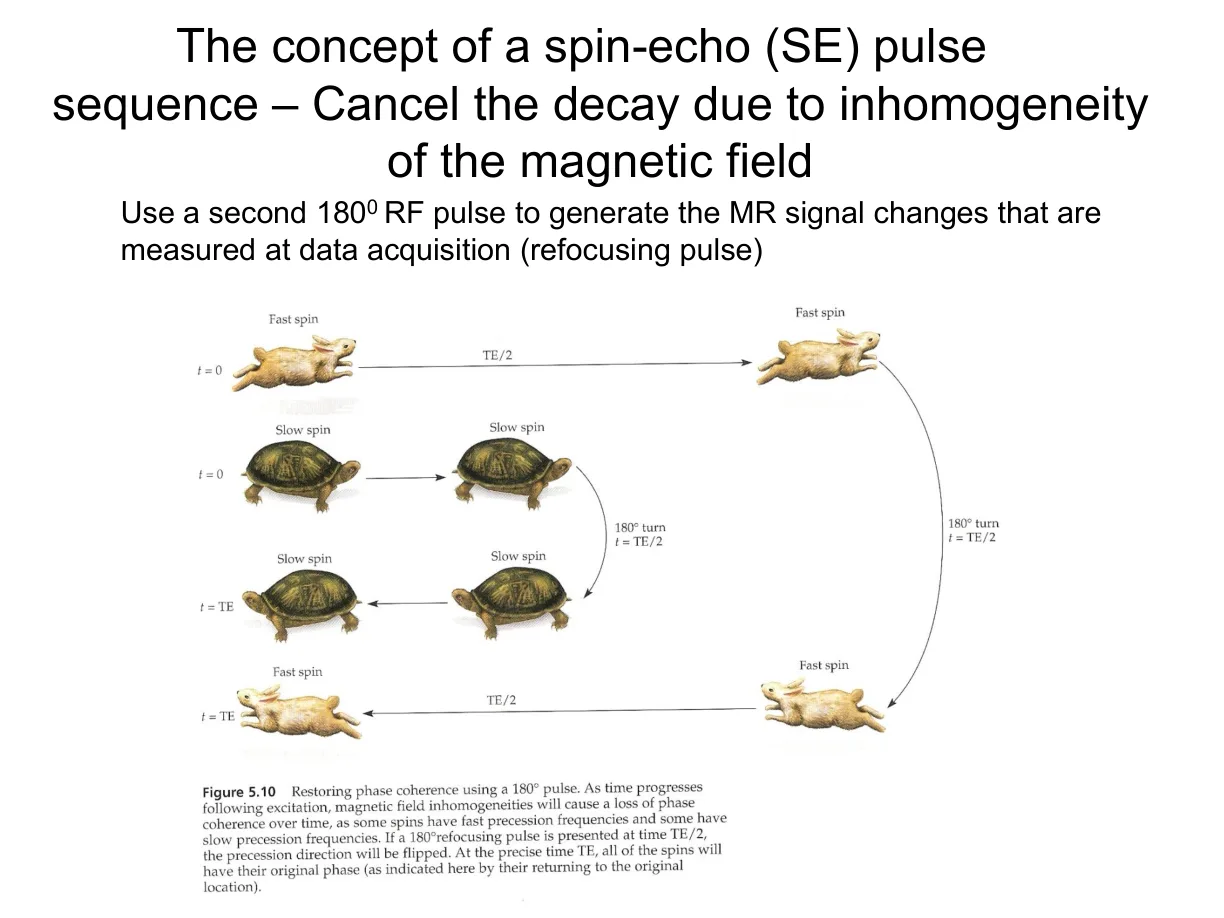 The concept of a spin-echo (SE) pulse
sequence – Cancel the decay due to inhomogeneity
of the magnetic field
Use a second 180⁰ RF pulse to generate the MR signal changes that are
measured at data acquisition (refocusing pulse)
Fast spin
Fast spin
TE/2
t = 0
Slow spin
Slow spin
t = 0
180° turn
t = TE/2
180° turn
t = TE/2
Slow spin
Slow spin
t = TE
Fast spin
Fast spin
TE/2
t = TE
Figure 5.10 Restoring phase coherence using a 180° pulse. As time progresses
following excitation, magnetic field inhomogeneities will cause a loss of phase
coherence over time, as some spins have fast precession frequencies and some have
slow precession frequencies. If a 180°refocusing pulse is presented at time TE/2,
the precession direction will be flipped. At the precise time TE, all of the spins will
have their original phase (as indicated here by their returning to the original
location).